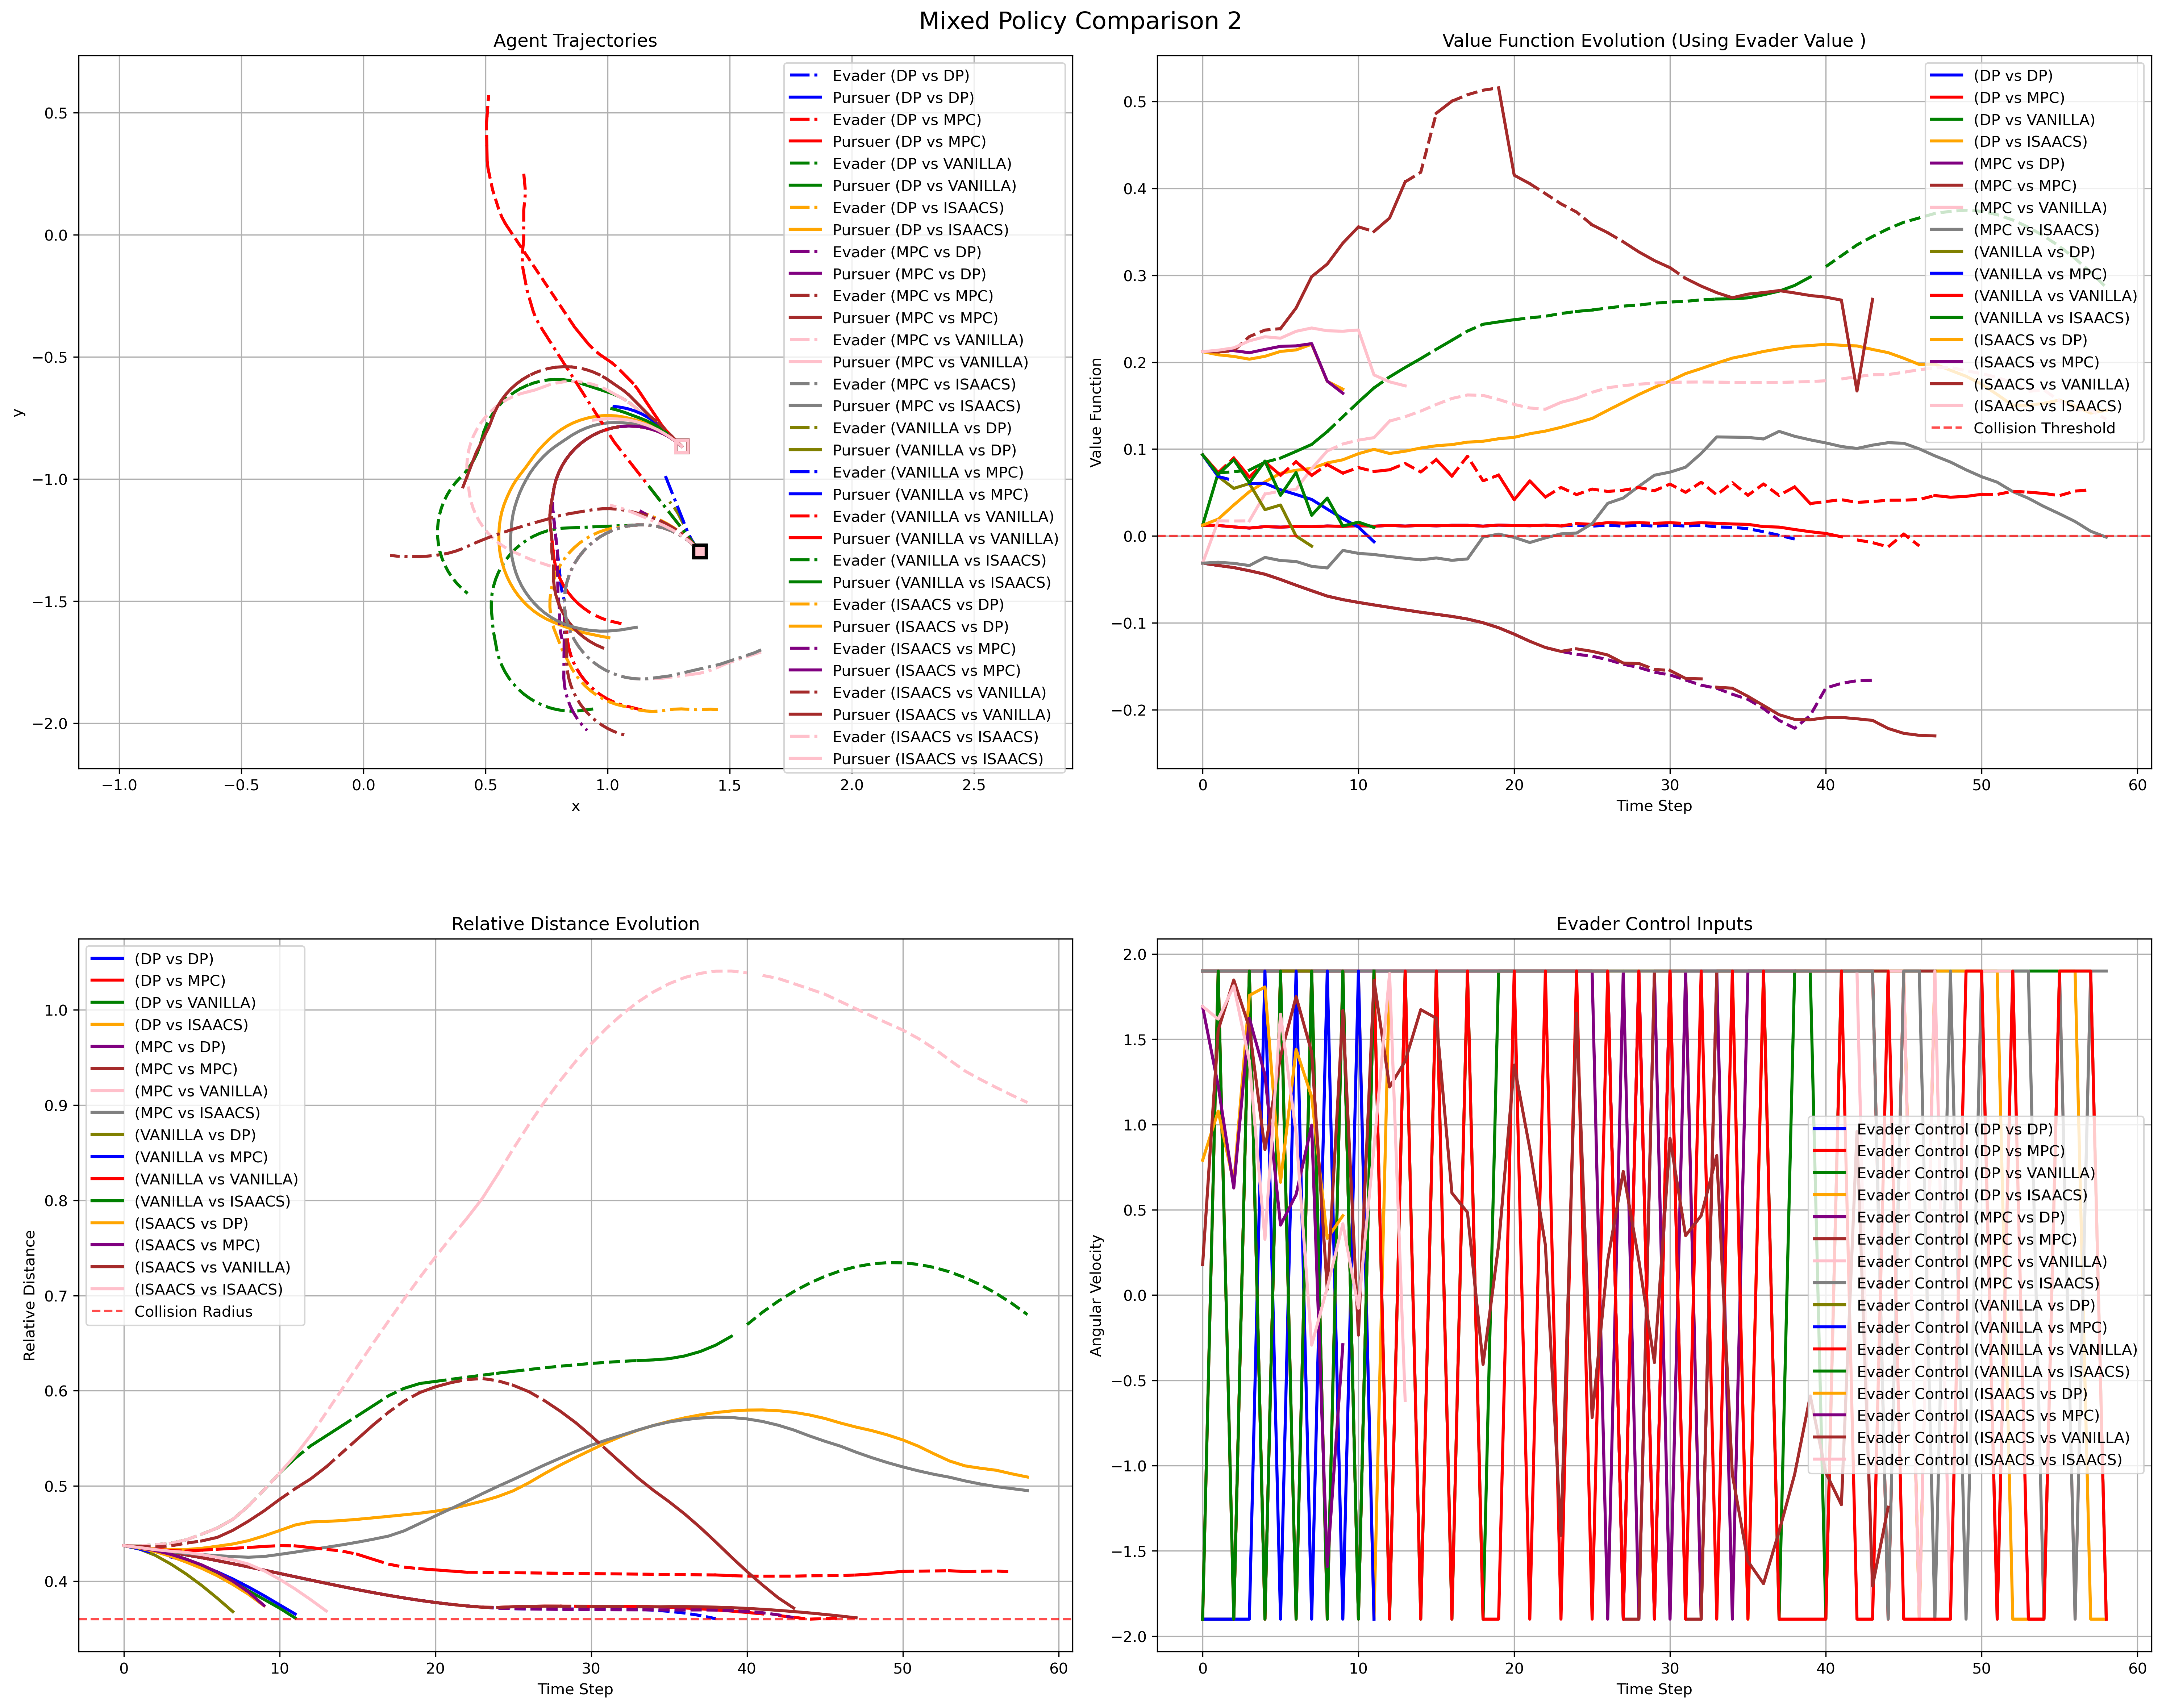 Mixed Policy Comparison 2
Agent Trajectories
y
0.5
0.0
−0.5
−1.0
−1.5
−2.0
−1.0 −0.5 0.0 0.5 1.0 1.5 2.0 2.5
x
Evader (DP vs DP)
Pursuer (DP vs DP)
Evader (DP vs MPC)
Pursuer (DP vs MPC)
Evader (DP vs VANILLA)
Pursuer (DP vs VANILLA)
Evader (DP vs ISAACS)
Pursuer (DP vs ISAACS)
Evader (MPC vs DP)
Pursuer (MPC vs DP)
Evader (MPC vs MPC)
Pursuer (MPC vs MPC)
Evader (MPC vs VANILLA)
Pursuer (MPC vs VANILLA)
Evader (MPC vs ISAACS)
Pursuer (MPC vs ISAACS)
Evader (VANILLA vs DP)
Pursuer (VANILLA vs DP)
Evader (VANILLA vs MPC)
Pursuer (VANILLA vs MPC)
Evader (VANILLA vs VANILLA)
Pursuer (VANILLA vs VANILLA)
Evader (VANILLA vs ISAACS)
Pursuer (VANILLA vs ISAACS)
Evader (ISAACS vs DP)
Pursuer (ISAACS vs DP)
Evader (ISAACS vs MPC)
Pursuer (ISAACS vs MPC)
Evader (ISAACS vs VANILLA)
Pursuer (ISAACS vs VANILLA)
Evader (ISAACS vs ISAACS)
Pursuer (ISAACS vs ISAACS)
Value Function Evolution (Using Evader Value )
Value Function
0.5
0.4
0.3
0.2
0.1
0.0
−0.1
−0.2
0 10 20 30 40 50 60
Time Step
(DP vs DP)
(DP vs MPC)
(DP vs VANILLA)
(DP vs ISAACS)
(MPC vs DP)
(MPC vs MPC)
(MPC vs VANILLA)
(MPC vs ISAACS)
(VANILLA vs DP)
(VANILLA vs MPC)
(VANILLA vs VANILLA)
(VANILLA vs ISAACS)
(ISAACS vs DP)
(ISAACS vs MPC)
(ISAACS vs VANILLA)
(ISAACS vs ISAACS)
Collision Threshold
Relative Distance Evolution
Relative Distance
1.0
0.9
0.8
0.7
0.6
0.5
0.4
0 10 20 30 40 50 60
Time Step
(DP vs DP)
(DP vs MPC)
(DP vs VANILLA)
(DP vs ISAACS)
(MPC vs DP)
(MPC vs MPC)
(MPC vs VANILLA)
(MPC vs ISAACS)
(VANILLA vs DP)
(VANILLA vs MPC)
(VANILLA vs VANILLA)
(VANILLA vs ISAACS)
(ISAACS vs DP)
(ISAACS vs MPC)
(ISAACS vs VANILLA)
(ISAACS vs ISAACS)
Collision Radius
Evader Control Inputs
Angular Velocity
2.0
1.5
1.0
0.5
0.0
−0.5
−1.0
−1.5
−2.0
0 10 20 30 40 50 60
Time Step
Evader Control (DP vs DP)
Evader Control (DP vs MPC)
Evader Control (DP vs VANILLA)
Evader Control (DP vs ISAACS)
Evader Control (MPC vs DP)
Evader Control (MPC vs MPC)
Evader Control (MPC vs VANILLA)
Evader Control (MPC vs ISAACS)
Evader Control (VANILLA vs DP)
Evader Control (VANILLA vs MPC)
Evader Control (VANILLA vs VANILLA)
Evader Control (VANILLA vs ISAACS)
Evader Control (ISAACS vs DP)
Evader Control (ISAACS vs MPC)
Evader Control (ISAACS vs VANILLA)
Evader Control (ISAACS vs ISAACS)